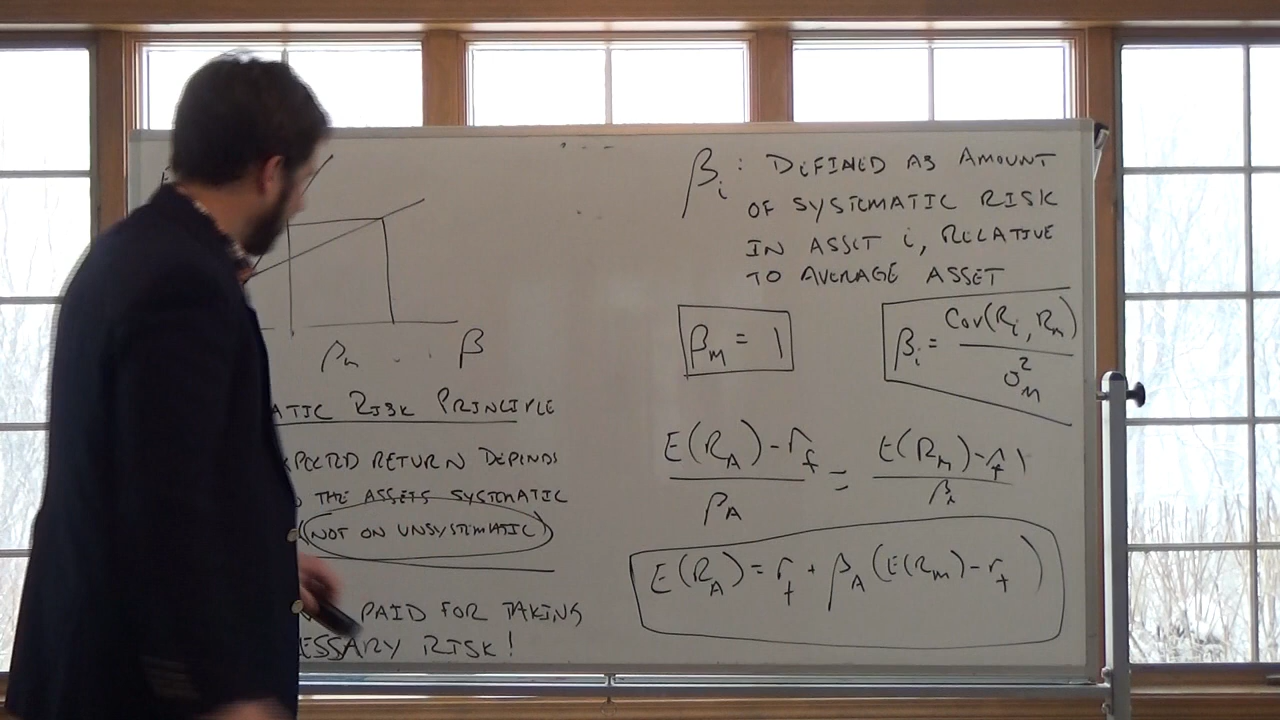 βm β
ATIC RISK PRINCIPLE
XPECTED RETURN DEPENDS
THE ASSETS SYSTEMATIC
(NOT ON UNSYSTEMATIC)
PAID FOR TAKING
ESSARY RISK!
βi: DEFINED AS AMOUNT
OF SYSTEMATIC RISK
IN ASSET i, RELATIVE
TO AVERAGE ASSET
βM = 1
βi = Cov(Ri, Rm) / σ²M
E(RA) - rf / βA = E(Rm) - rf / βi
E(RA) = rf + βA (E(Rm) - rf)